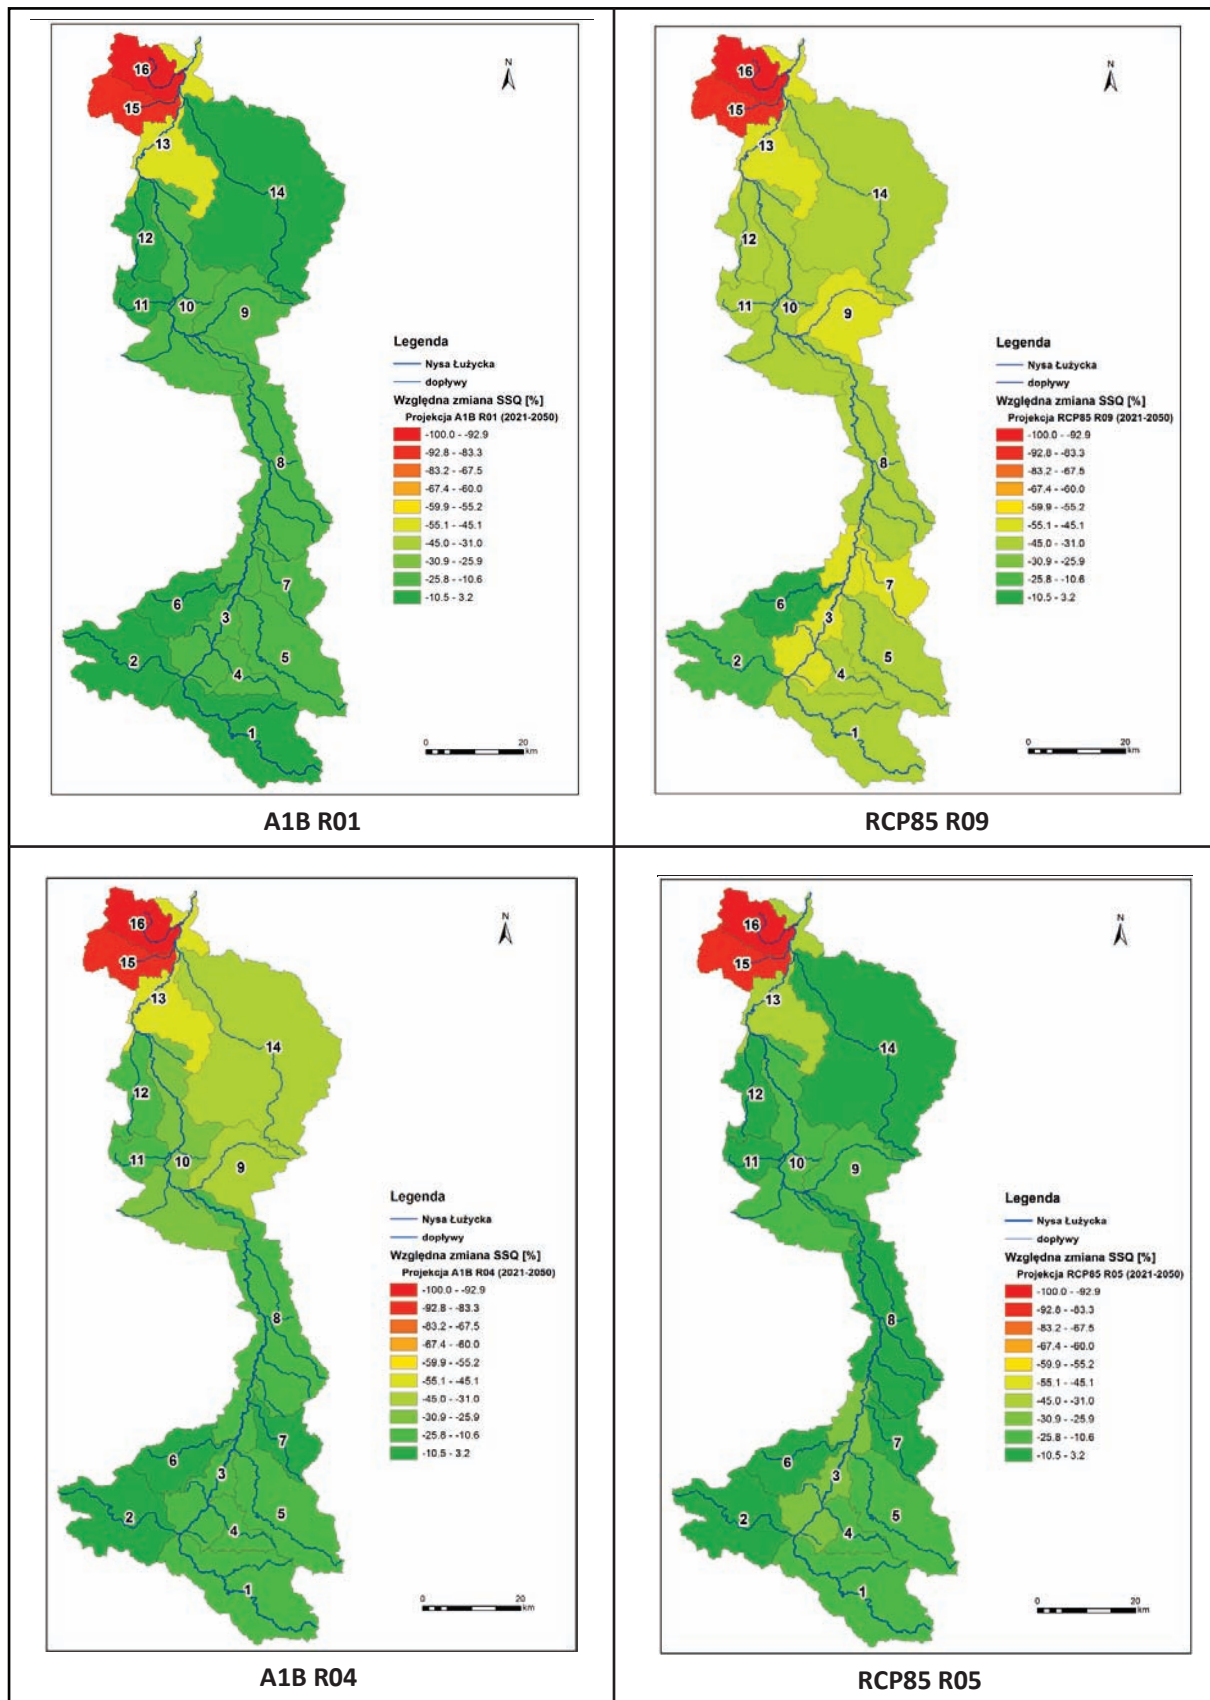 16
15
13
14
12
11
10
9
8
7
6
3
2
5
4
1
N
Legenda
Nysa Łużycka
dopływy
Względna zmiana SSQ [%]
Projekcja A1B R01 (2021-2050)
-100.0 - -92.9
-92.8 - -83.3
-83.2 - -67.5
-67.4 - -60.0
-59.9 - -55.2
-55.1 - -45.1
-45.0 - -31.0
-30.9 - -25.9
-25.8 - -10.6
-10.5 - 3.2
0 20
km
A1B R01
16
15
13
14
12
11
10
9
8
7
6
3
2
5
4
1
N
Legenda
Nysa Łużycka
dopływy
Względna zmiana SSQ [%]
Projekcja RCP85 R09 (2021-2050)
-100.0 - -92.9
-92.8 - -83.3
-83.2 - -67.5
-67.4 - -60.0
-59.9 - -55.2
-55.1 - -45.1
-45.0 - -31.0
-30.9 - -25.9
-25.8 - -10.6
-10.5 - 3.2
0 20
km
RCP85 R09
16
15
13
14
12
11
10
9
8
7
6
3
5
2
4
1
N
Legenda
Nysa Łużycka
dopływy
Względna zmiana SSQ [%]
Projekcja A1B R04 (2021-2050)
-100.0 - -92.9
-92.8 - -83.3
-83.2 - -67.5
-67.4 - -60.0
-59.9 - -55.2
-55.1 - -45.1
-45.0 - -31.0
-30.9 - -25.9
-25.8 - -10.6
-10.5 - 3.2
0 20
km
A1B R04
16
15
13
14
12
11
10
9
8
7
6
3
5
2
4
1
N
Legenda
Nysa Łużycka
dopływy
Względna zmiana SSQ [%]
Projekcja RCP85 R05 (2021-2050)
-100.0 - -92.9
-92.8 - -83.3
-83.2 - -67.5
-67.4 - -60.0
-59.9 - -55.2
-55.1 - -45.1
-45.0 - -31.0
-30.9 - -25.9
-25.8 - -10.6
-10.5 - 3.2
0 20
km
RCP85 R05